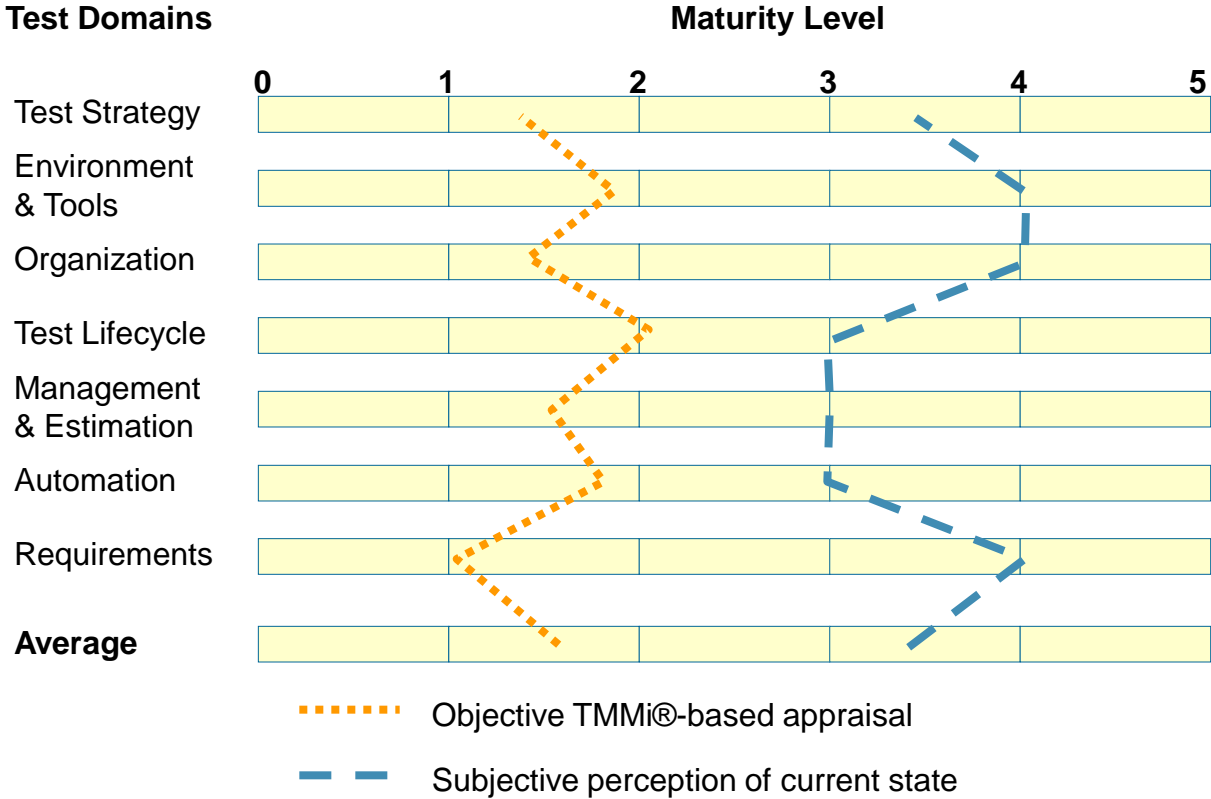 Test Domains
Maturity Level
0 1 2 3 4 5
Test Strategy
Environment
& Tools
Organization
Test Lifecycle
Management
& Estimation
Automation
Requirements
Average
Objective TMMi®-based appraisal
Subjective perception of current state